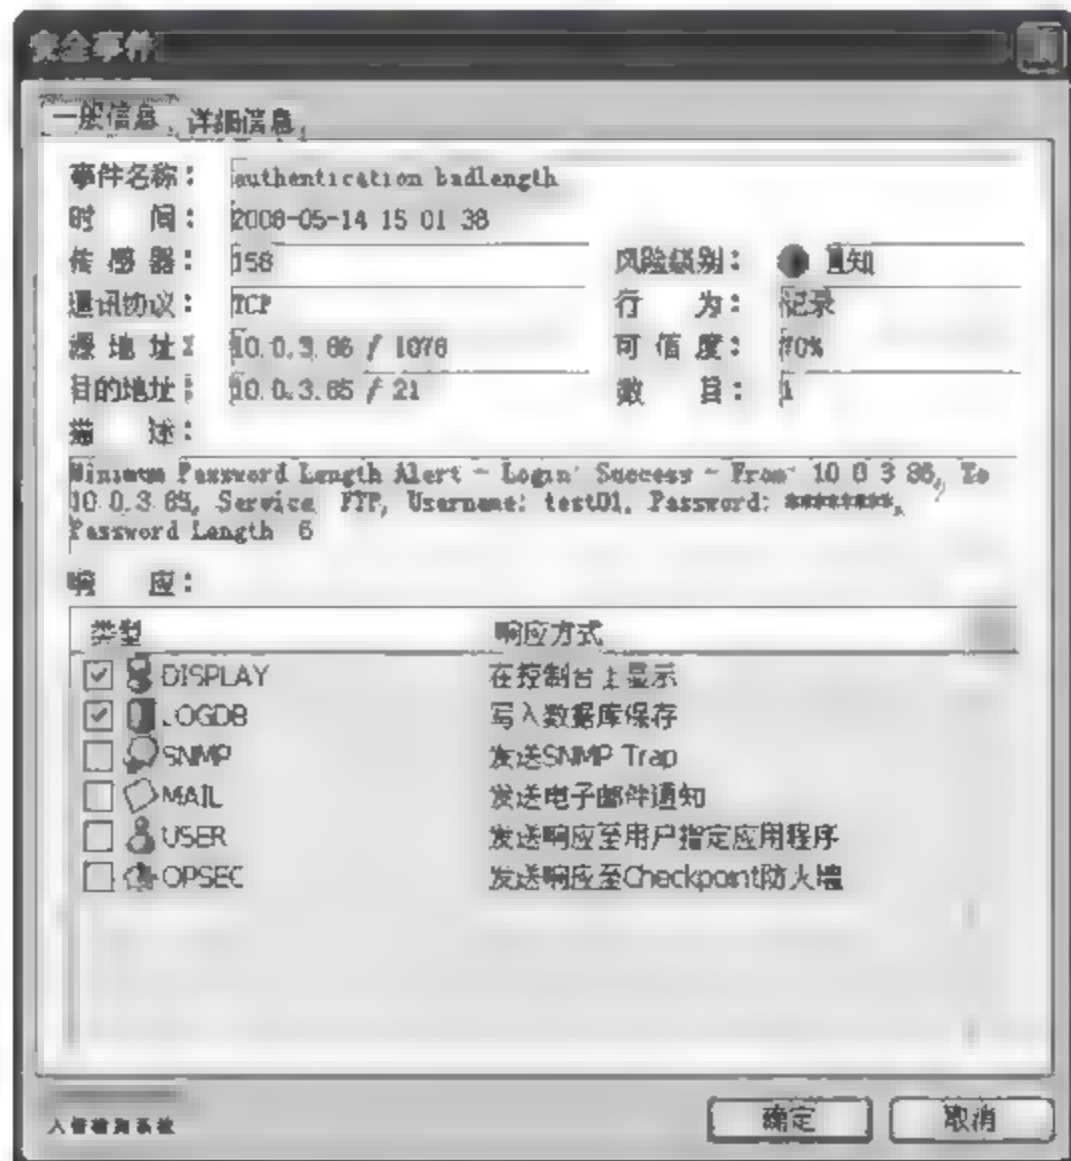 安全事件
一般信息 详细信息
事件名称： authentication badlength
时 间： 2008-05-14 15 01 38
传 感 器： 158 风险级别： 通知
通讯协议： TCP 行 为： 记录
源 地 址： 10.0.3.86 / 1078 可 信 度： 70%
目的地址： 10.0.3.65 / 21 数 目： 1
描 述：
Minimum Password Length Alert - Login: Success - From: 10 0 3 86, To
10.0.3.65, Service FTP, Username: test01, Password: ********,
Password Length 6
响 应：
类型 响应方式
DISPLAY 在控制台上显示
LOGDB 写入数据库保存
SNMP 发送SNMP Trap
MAIL 发送电子邮件通知
USER 发送响应至用户指定应用程序
OPSEC 发送响应至Checkpoint防火墙
入侵检测系统 确定 取消